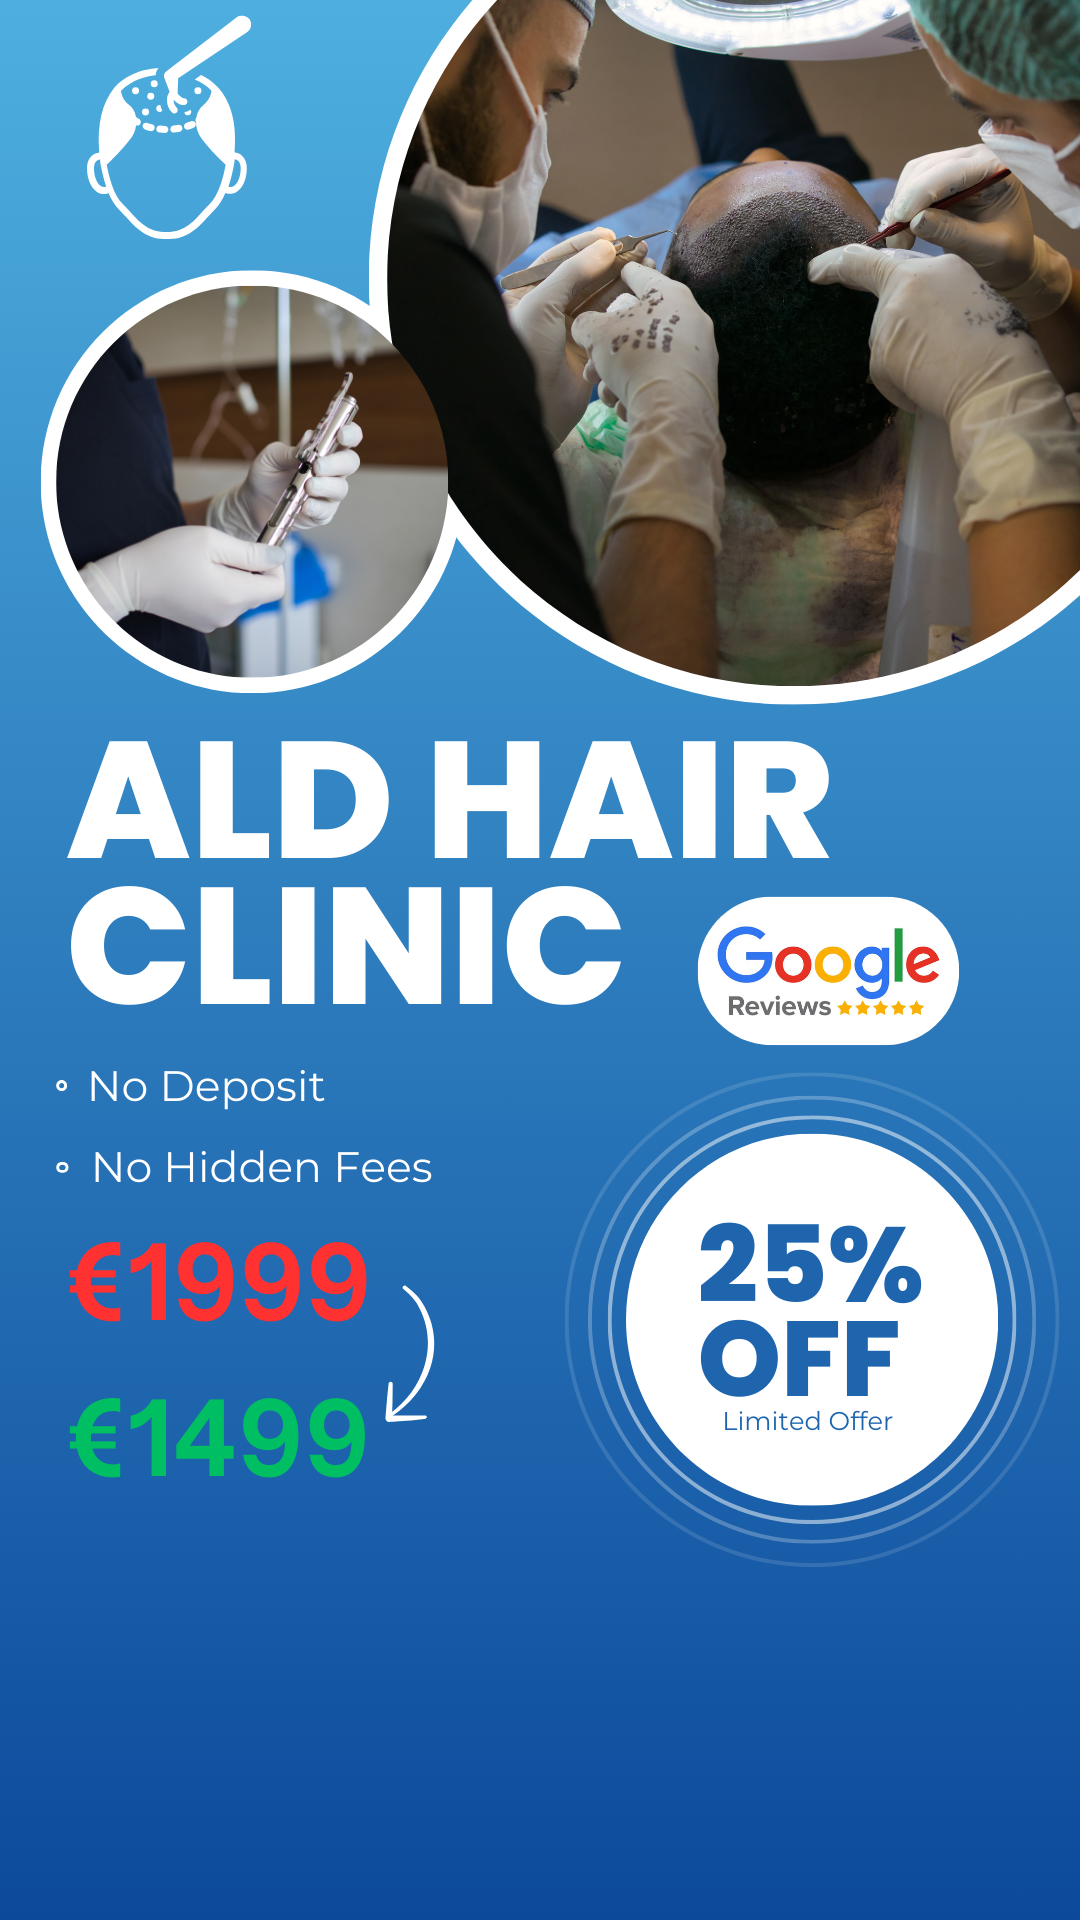 ALD HAIR
CLINIC
Google
Reviews
No Deposit
No Hidden Fees
€1999
€1499
25%
OFF
Limited Offer